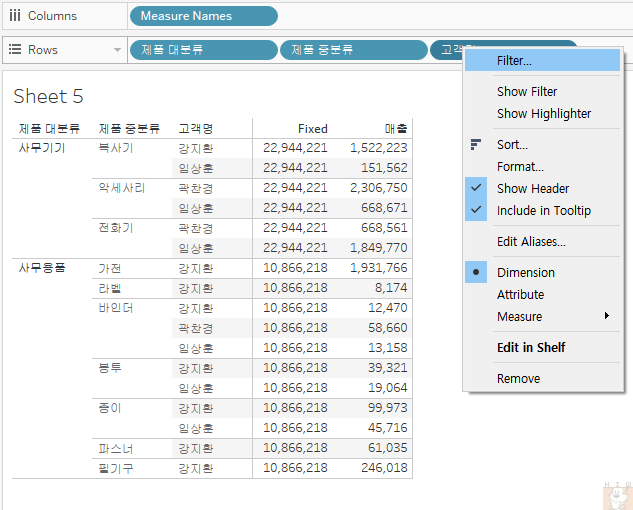 Columns Measure Names
Rows 제품 대분류 제품 중분류 고객명
Filter...
Show Filter
Show Highlighter
Sort...
Format...
Show Header
Include in Tooltip
Edit Aliases...
Dimension
Attribute
Measure
Edit in Shelf
Remove
Sheet 5
제품 대분류 제품 중분류 고객명 Fixed 매출
사무기기 복사기 강지환 22,944,221 1,522,223
임상훈 22,944,221 151,562
악세사리 곽찬경 22,944,221 2,306,750
임상훈 22,944,221 668,671
전화기 곽찬경 22,944,221 668,561
임상훈 22,944,221 1,849,770
사무용품 가전 강지환 10,866,218 1,931,766
라벨 강지환 10,866,218 8,174
바인더 강지환 10,866,218 12,470
곽찬경 10,866,218 58,660
임상훈 10,866,218 13,158
봉투 강지환 10,866,218 39,321
임상훈 10,866,218 19,064
종이 강지환 10,866,218 99,973
임상훈 10,866,218 45,716
파스너 강지환 10,866,218 61,035
필기구 강지환 10,866,218 246,018